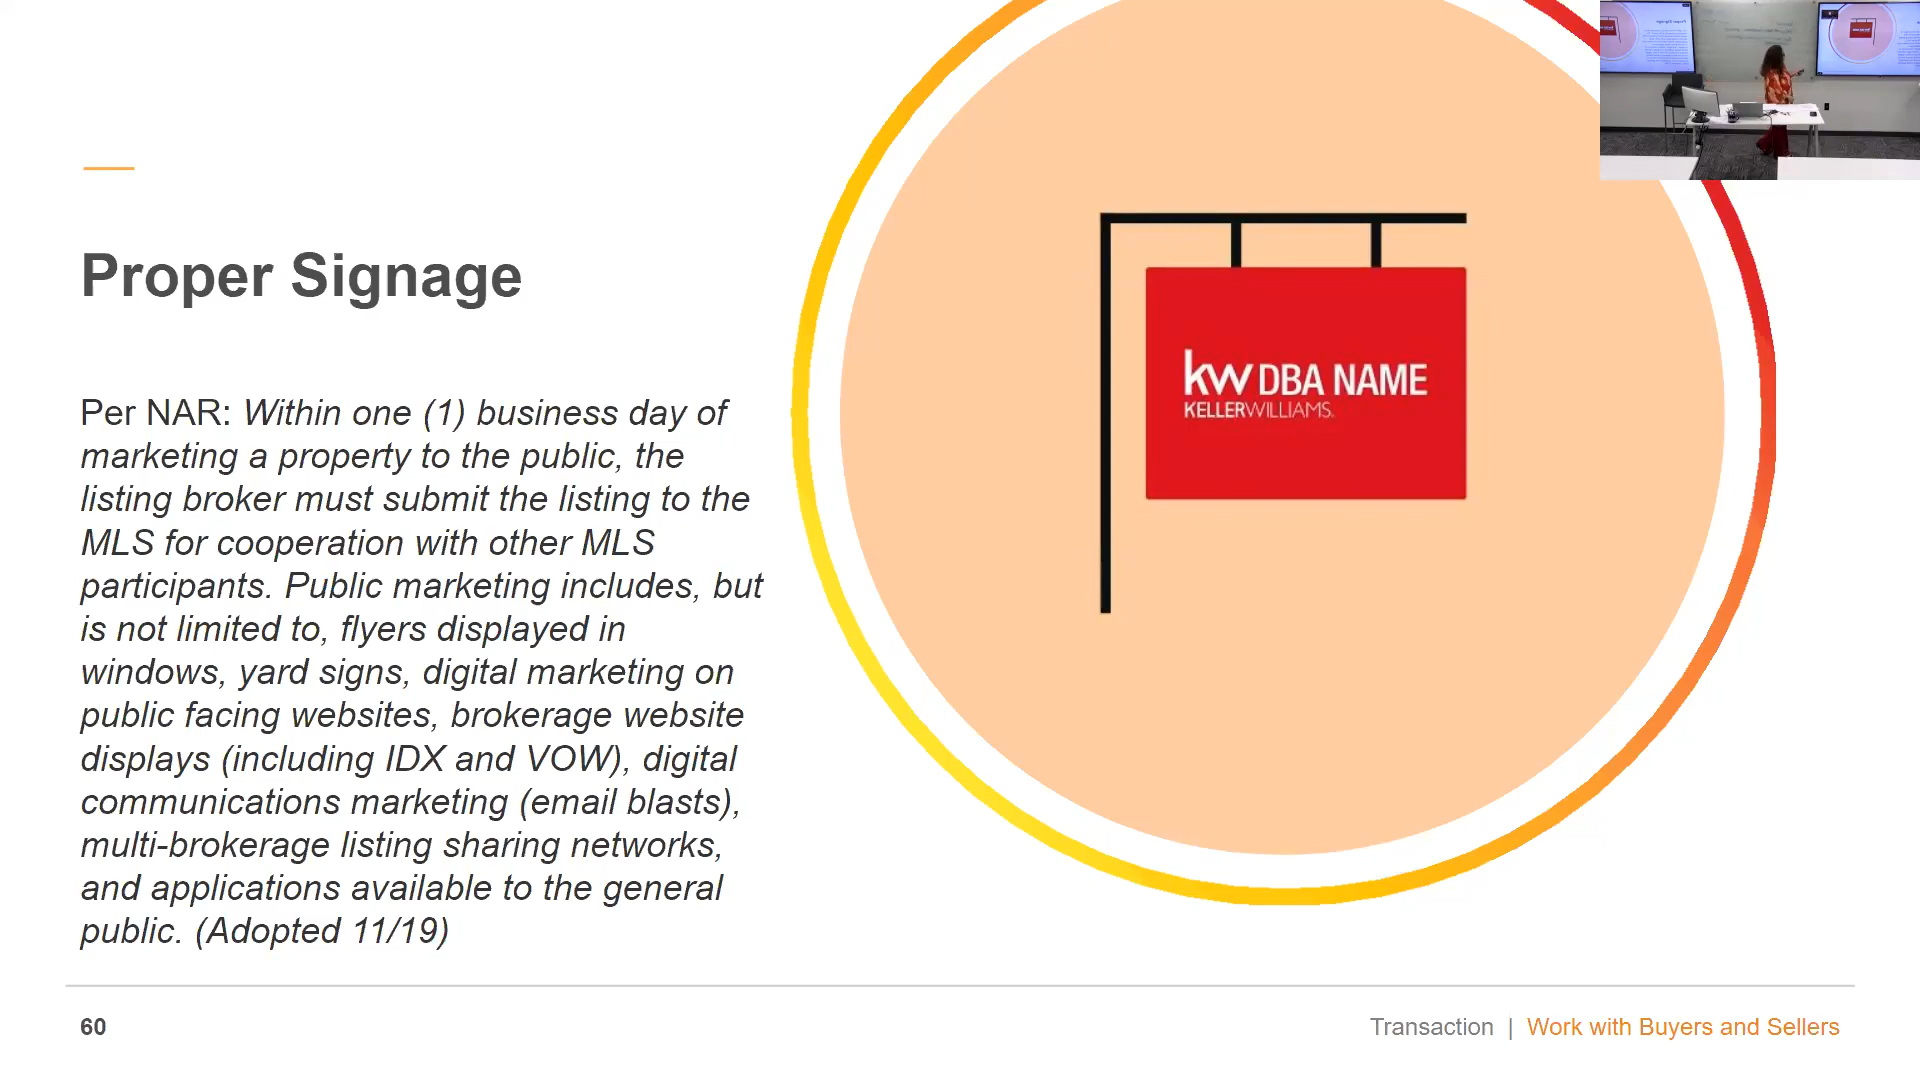 Proper Signage
Per NAR: Within one (1) business day of
marketing a property to the public, the
listing broker must submit the listing to the
MLS for cooperation with other MLS
participants. Public marketing includes, but
is not limited to, flyers displayed in
windows, yard signs, digital marketing on
public facing websites, brokerage website
displays (including IDX and VOW), digital
communications marketing (email blasts),
multi-brokerage listing sharing networks,
and applications available to the general
public. (Adopted 11/19)
kw DBA NAME
KELLERWILLIAMS.
60
Transaction | Work with Buyers and Sellers